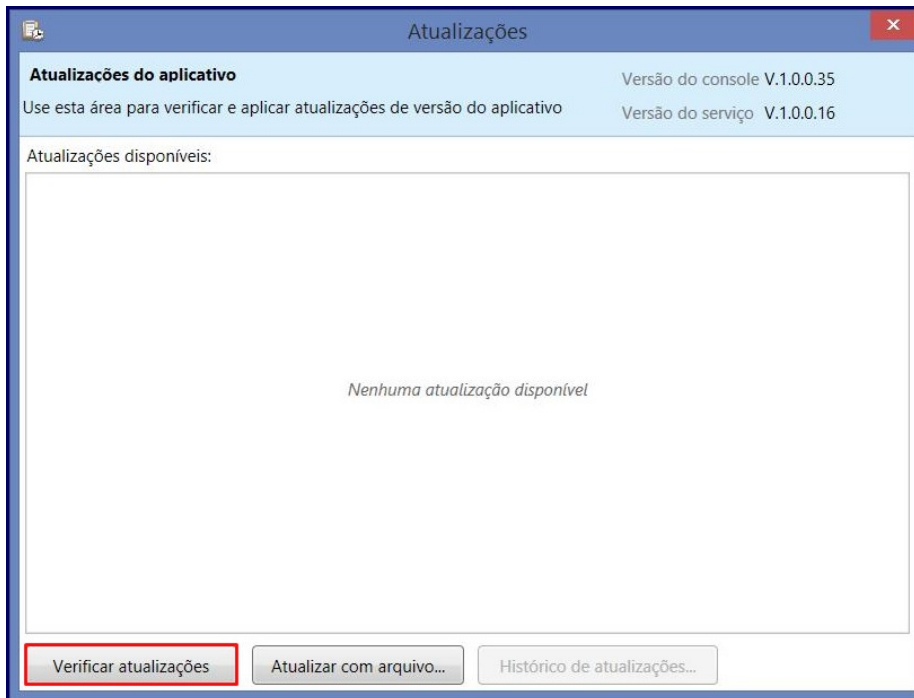 Atualizações
Atualizações do aplicativo
Use esta área para verificar e aplicar atualizações de versão do aplicativo
Versão do console V.1.0.0.35
Versão do serviço V.1.0.0.16
Atualizações disponíveis:
Nenhuma atualização disponível
Verificar atualizações
Atualizar com arquivo...
Histórico de atualizações...